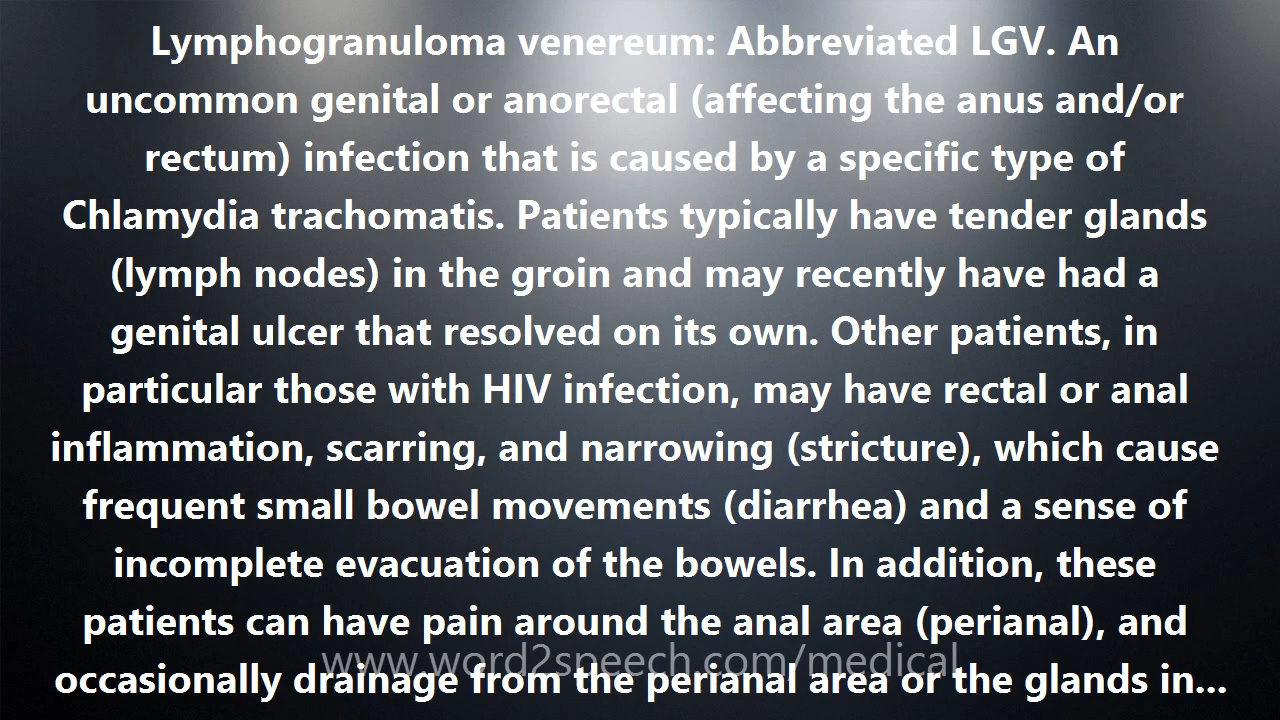 Lymphogranuloma venereum: Abbreviated LGV. An
uncommon genital or anorectal (affecting the anus and/or
rectum) infection that is caused by a specific type of
Chlamydia trachomatis. Patients typically have tender glands
(lymph nodes) in the groin and may recently have had a
genital ulcer that resolved on its own. Other patients, in
particular those with HIV infection, may have rectal or anal
inflammation, scarring, and narrowing (stricture), which cause
frequent small bowel movements (diarrhea) and a sense of
incomplete evacuation of the bowels. In addition, these
patients can have pain around the anal area (perianal), and
www.word2speech.com/medical
occasionally drainage from the perianal area or the glands in...